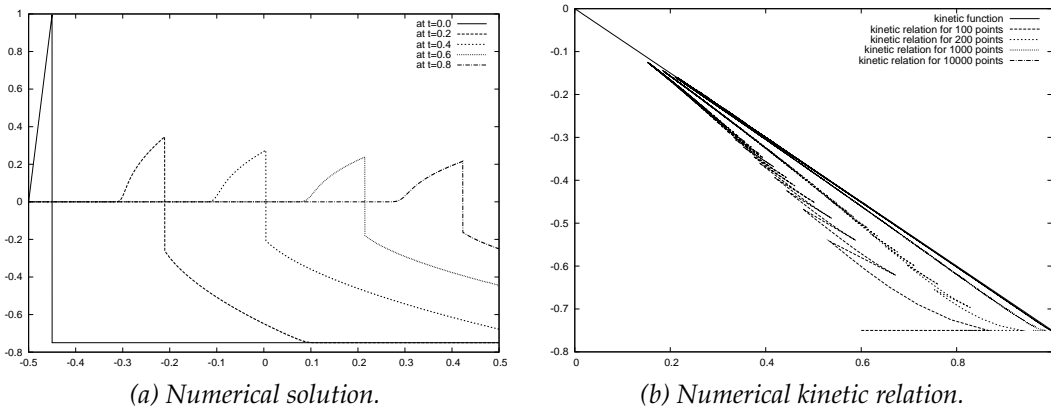 1
0.8
0.6
0.4
0.2
0
-0.2
-0.4
-0.6
-0.8
-0.5 -0.4 -0.3 -0.2 -0.1 0 0.1 0.2 0.3 0.4 0.5
at t=0.0
at t=0.2
at t=0.4
at t=0.6
at t=0.8
(a) Numerical solution.
0
-0.1
-0.2
-0.3
-0.4
-0.5
-0.6
-0.7
-0.8
0 0.2 0.4 0.6 0.8
kinetic function
kinetic relation for 100 points
kinetic relation for 200 points
kinetic relation for 1000 points
kinetic relation for 10000 points
(b) Numerical kinetic relation.